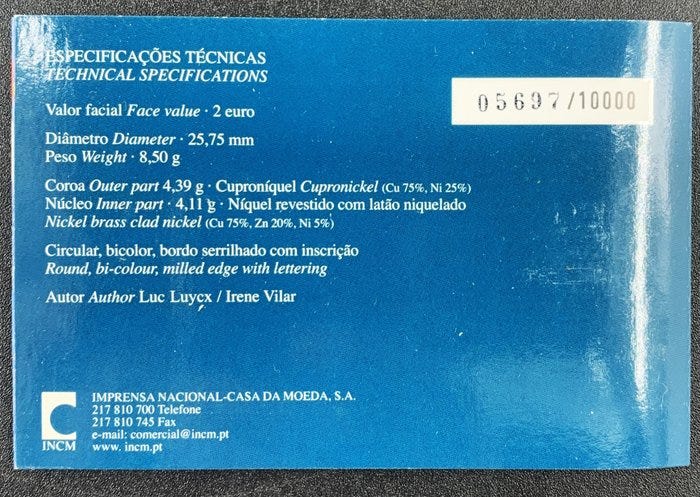 ESPECIFICAÇÕES TÉCNICAS
TECHNICAL SPECIFICATIONS
05697/10000
Valor facial Face value · 2 euro
Diâmetro Diameter · 25,75 mm
Peso Weight · 8,50 g
Coroa Outer part 4,39 g · Cuproníquel Cupronickel (Cu 75%, Ni 25%)
Núcleo Inner part · 4,11 g · Níquel revestido com latão niquelado
Nickel brass clad nickel (Cu 75%, Zn 20%, Ni 5%)
Circular, bicolor, bordo serrilhado com inscrição
Round, bi-colour, milled edge with lettering
Autor Author Luc Luycx / Irene Vilar
IMPRENSA NACIONAL-CASA DA MOEDA, S.A.
217 810 700 Telefone
217 810 745 Fax
e-mail: comercial@incm.pt
www. incm.pt
INCM